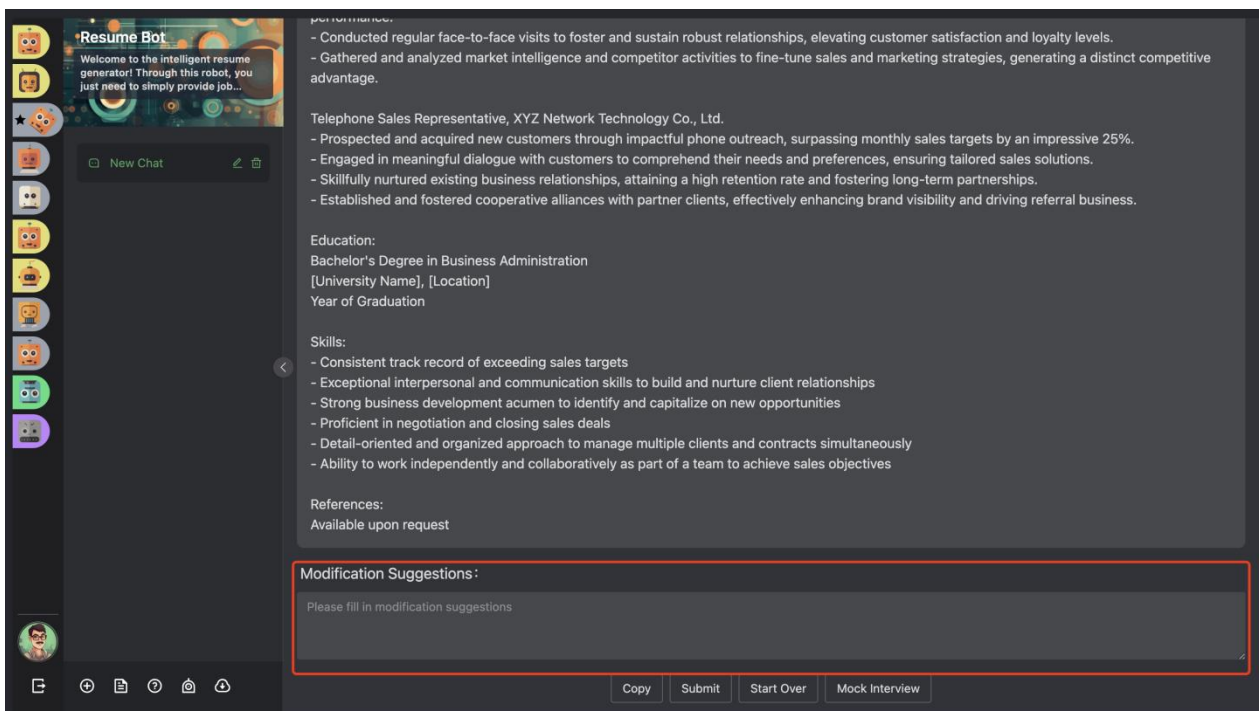 Resume Bot
Welcome to the intelligent resume
generator! Through this robot, you
just need to simply provide job...
New Chat
performance.
- Conducted regular face-to-face visits to foster and sustain robust relationships, elevating customer satisfaction and loyalty levels.
- Gathered and analyzed market intelligence and competitor activities to fine-tune sales and marketing strategies, generating a distinct competitive
advantage.
Telephone Sales Representative, XYZ Network Technology Co., Ltd.
- Prospected and acquired new customers through impactful phone outreach, surpassing monthly sales targets by an impressive 25%.
- Engaged in meaningful dialogue with customers to comprehend their needs and preferences, ensuring tailored sales solutions.
- Skillfully nurtured existing business relationships, attaining a high retention rate and fostering long-term partnerships.
- Established and fostered cooperative alliances with partner clients, effectively enhancing brand visibility and driving referral business.
Education:
Bachelor's Degree in Business Administration
[University Name], [Location]
Year of Graduation
Skills:
- Consistent track record of exceeding sales targets
- Exceptional interpersonal and communication skills to build and nurture client relationships
- Strong business development acumen to identify and capitalize on new opportunities
- Proficient in negotiation and closing sales deals
- Detail-oriented and organized approach to manage multiple clients and contracts simultaneously
- Ability to work independently and collaboratively as part of a team to achieve sales objectives
References:
Available upon request
Modification Suggestions:
Please fill in modification suggestions
Copy
Submit
Start Over
Mock Interview